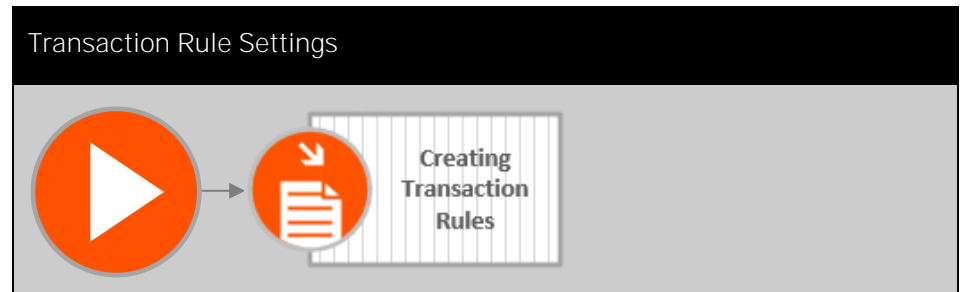 Transaction Rule Settings
Creating
Transaction
Rules